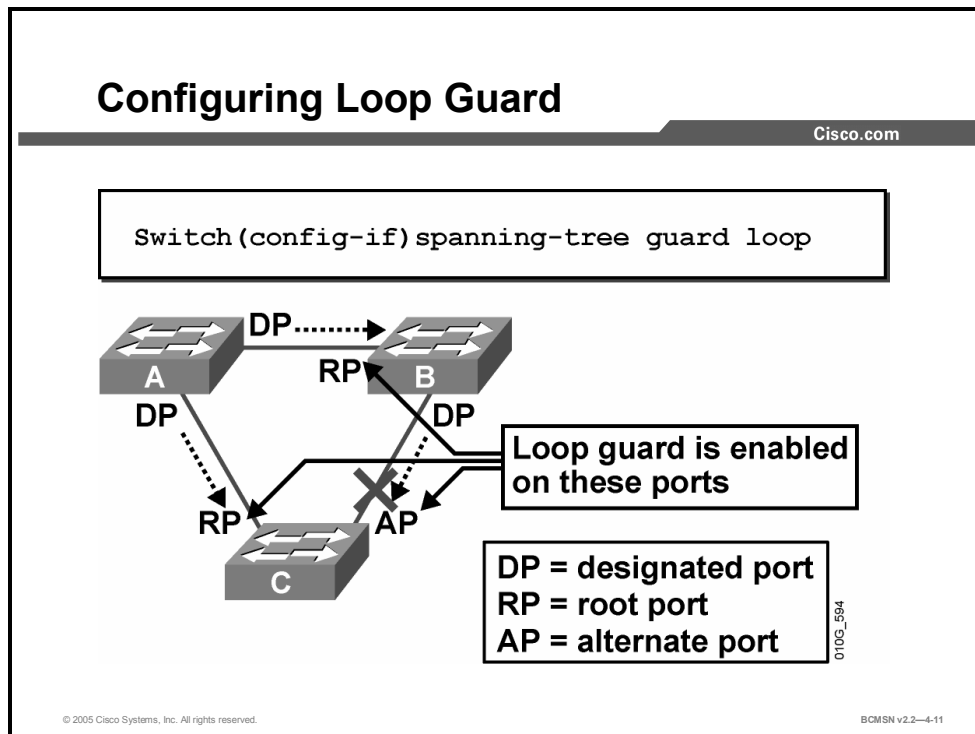 Configuring Loop Guard
Cisco.com
Switch(config-if)spanning-tree guard loop
DP
A
RP
B
DP
DP
Loop guard is enabled
on these ports
RP
AP
C
DP = designated port
RP = root port
AP = alternate port
010G_594
© 2005 Cisco Systems, Inc. All rights reserved.
BCMSN v2.2—4-11